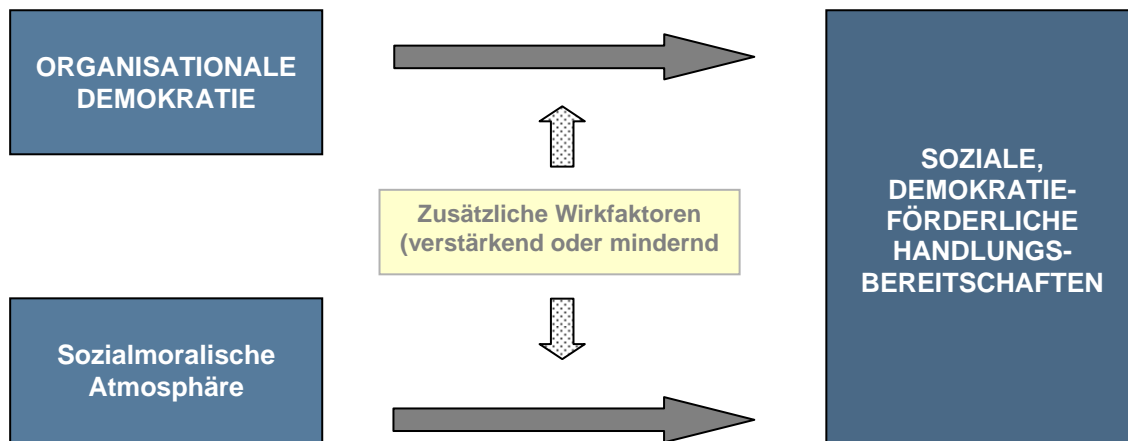 ORGANISATIONALE
DEMOKRATIE
Zusätzliche Wirkfaktoren
(verstärkend oder mindernd
Sozialmoralische
Atmosphäre
SOZIALE,
DEMOKRATIE-
FÖRDERLICHE
HANDLUNGS-
BEREITSCHAFTEN